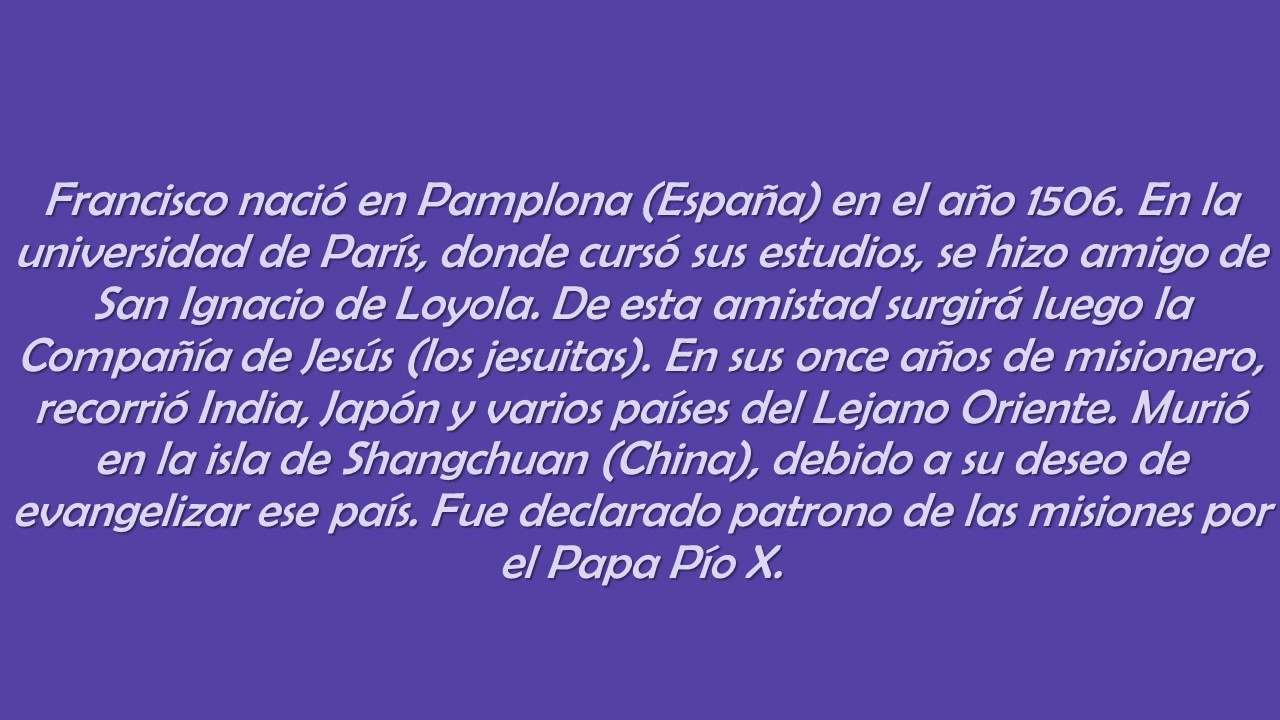 Francisco nació en Pamplona (España) en el año 1506. En la
universidad de París, donde cursó sus estudios, se hizo amigo de
San Ignacio de Loyola. De esta amistad surgirá luego la
Compañía de Jesús (los jesuitas). En sus once años de misionero,
recorrió India, Japón y varios países del Lejano Oriente. Murió
en la isla de Shangchuan (China), debido a su deseo de
evangelizar ese país. Fue declarado patrono de las misiones por
el Papa Pío X.